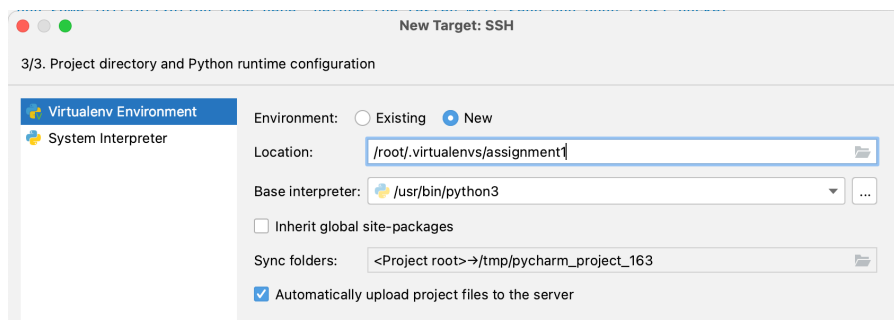 New Target: SSH
3/3. Project directory and Python runtime configuration
Virtualenv Environment
System Interpreter
Environment: Existing New
Location: /root/.virtualenvs/assignment1
Base interpreter: /usr/bin/python3 ...
Inherit global site-packages
Sync folders: <Project root>→/tmp/pycharm_project_163
Automatically upload project files to the server